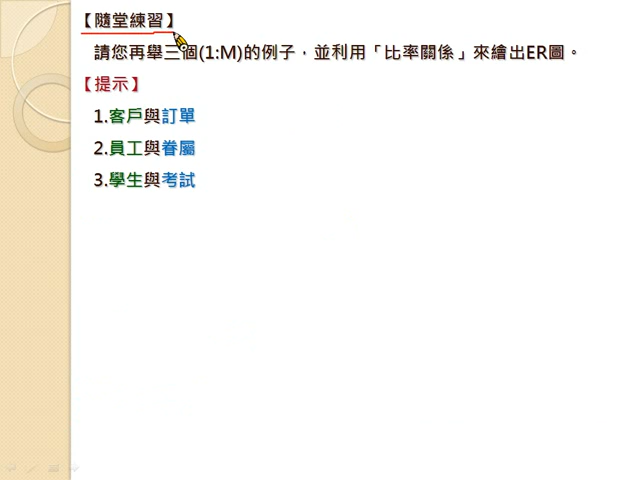 【隨堂練習】
請您再舉三個(1:M)的例子，並利用「比率關係」來繪出ER圖。
【提示】
1.客戶與訂單
2.員工與眷屬
3.學生與考試